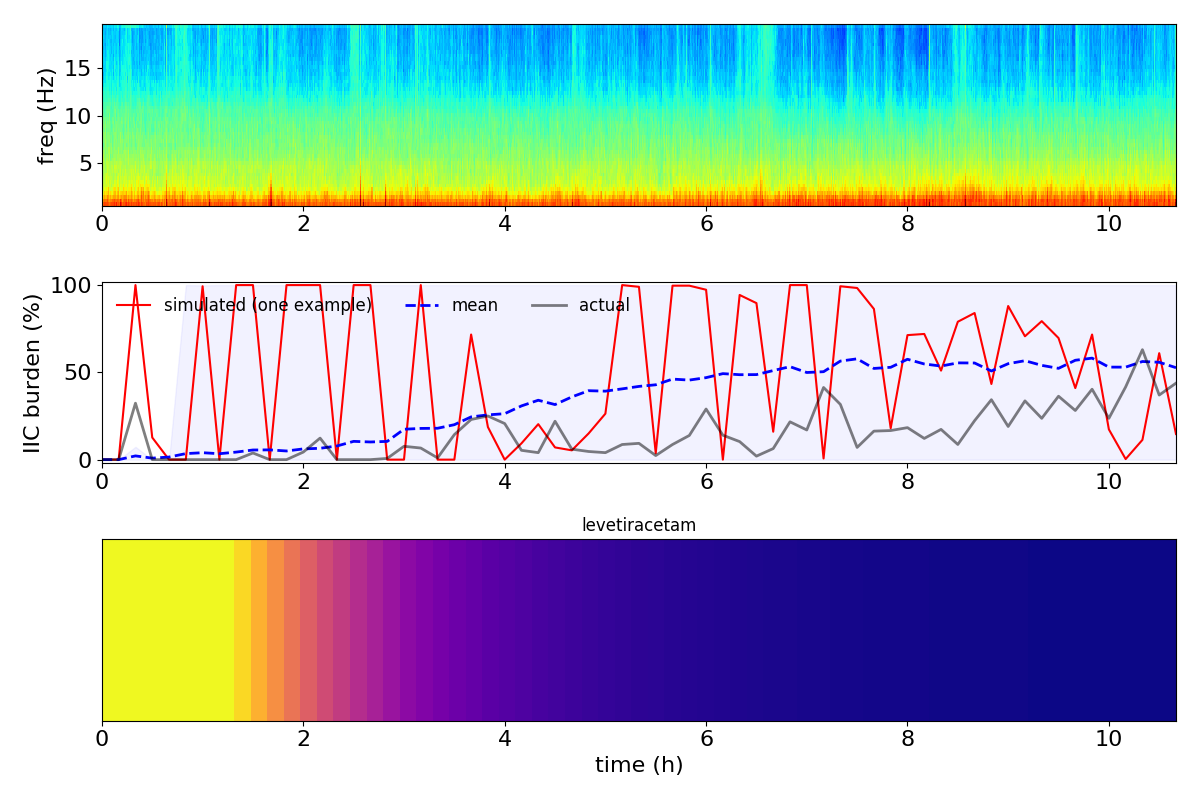 freq (Hz)
15
10
5
0 2 4 6 8 10
IIC burden (%)
100
50
0
simulated (one example) mean actual
0 2 4 6 8 10
levetiracetam
0 2 4 6 8 10
time (h)